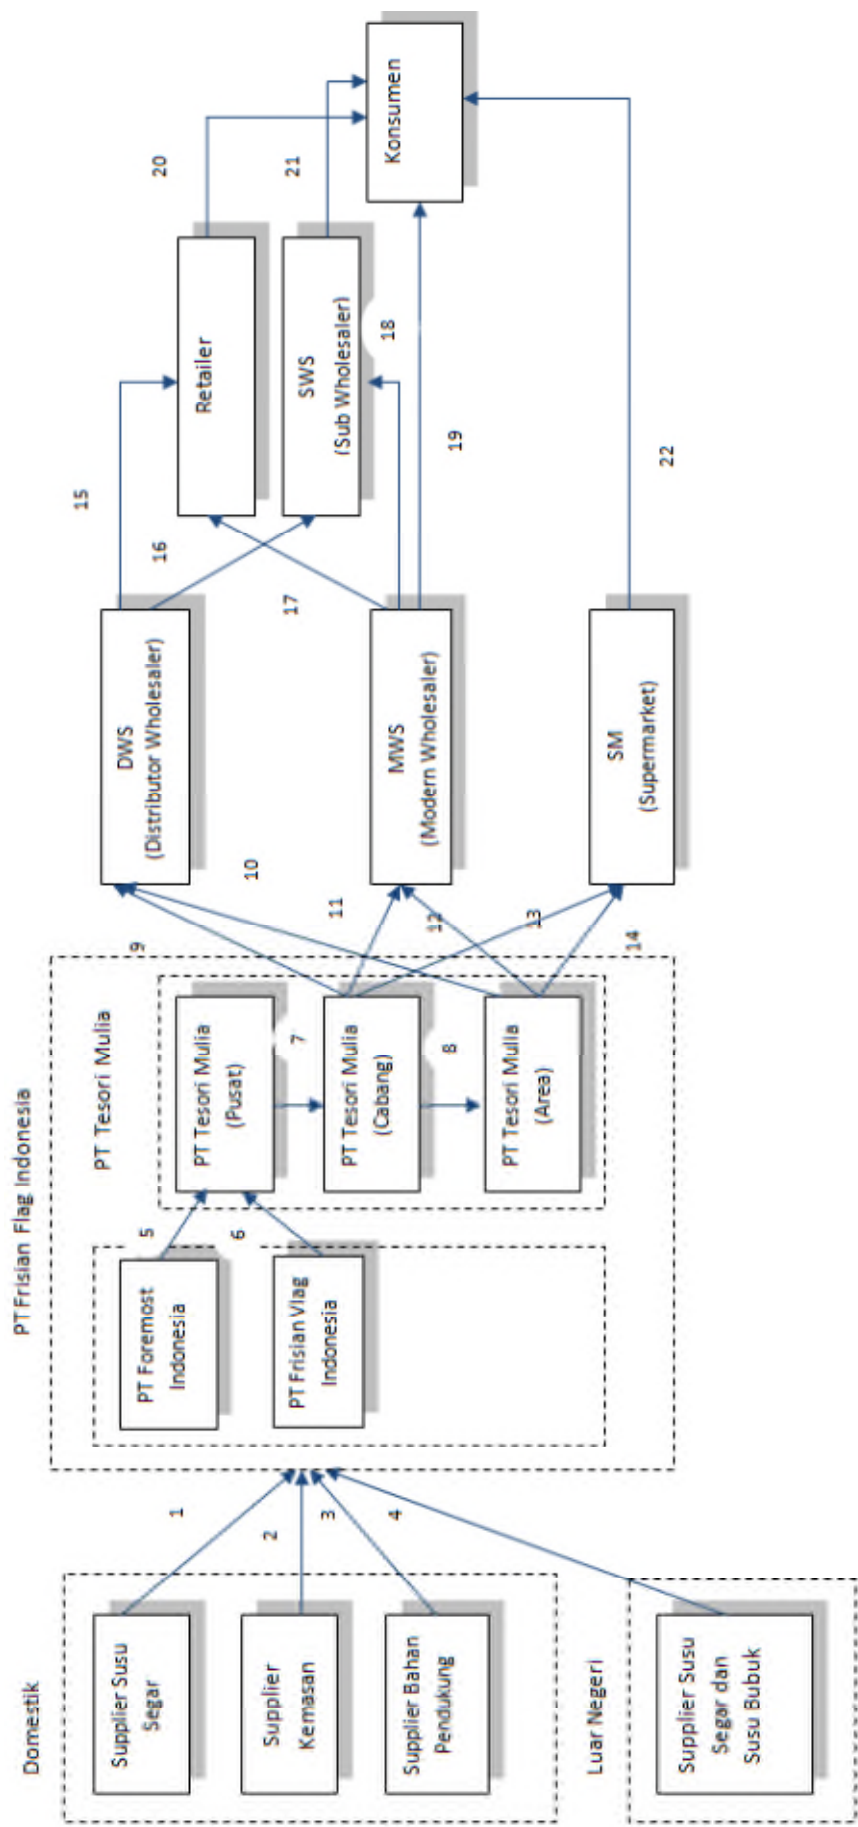 Domestik
Supplier Susu
Segar
Supplier
Kemasan
Supplier Bahan
Pendukung
Luar Negeri
Supplier Susu
Segar dan
Susu Bubuk
1
2
3
4
PT Frisian Flag Indonesia
PT Foremost
Indonesia
PT Frisian Vlag
Indonesia
5
6
PT Tesori Mulia
PT Tesori Mulia
(Pusat)
7
PT Tesori Mulia
(Cabang)
8
PT Tesori Mulia
(Area)
9
10
11
12
13
14
DWS
(Distributor Wholesaler)
MWS
(Modern Wholesaler)
SM
(Supermarket)
15
16
17
18
19
22
Retailer
SWS
(Sub Wholesaler)
20
21
Konsumen